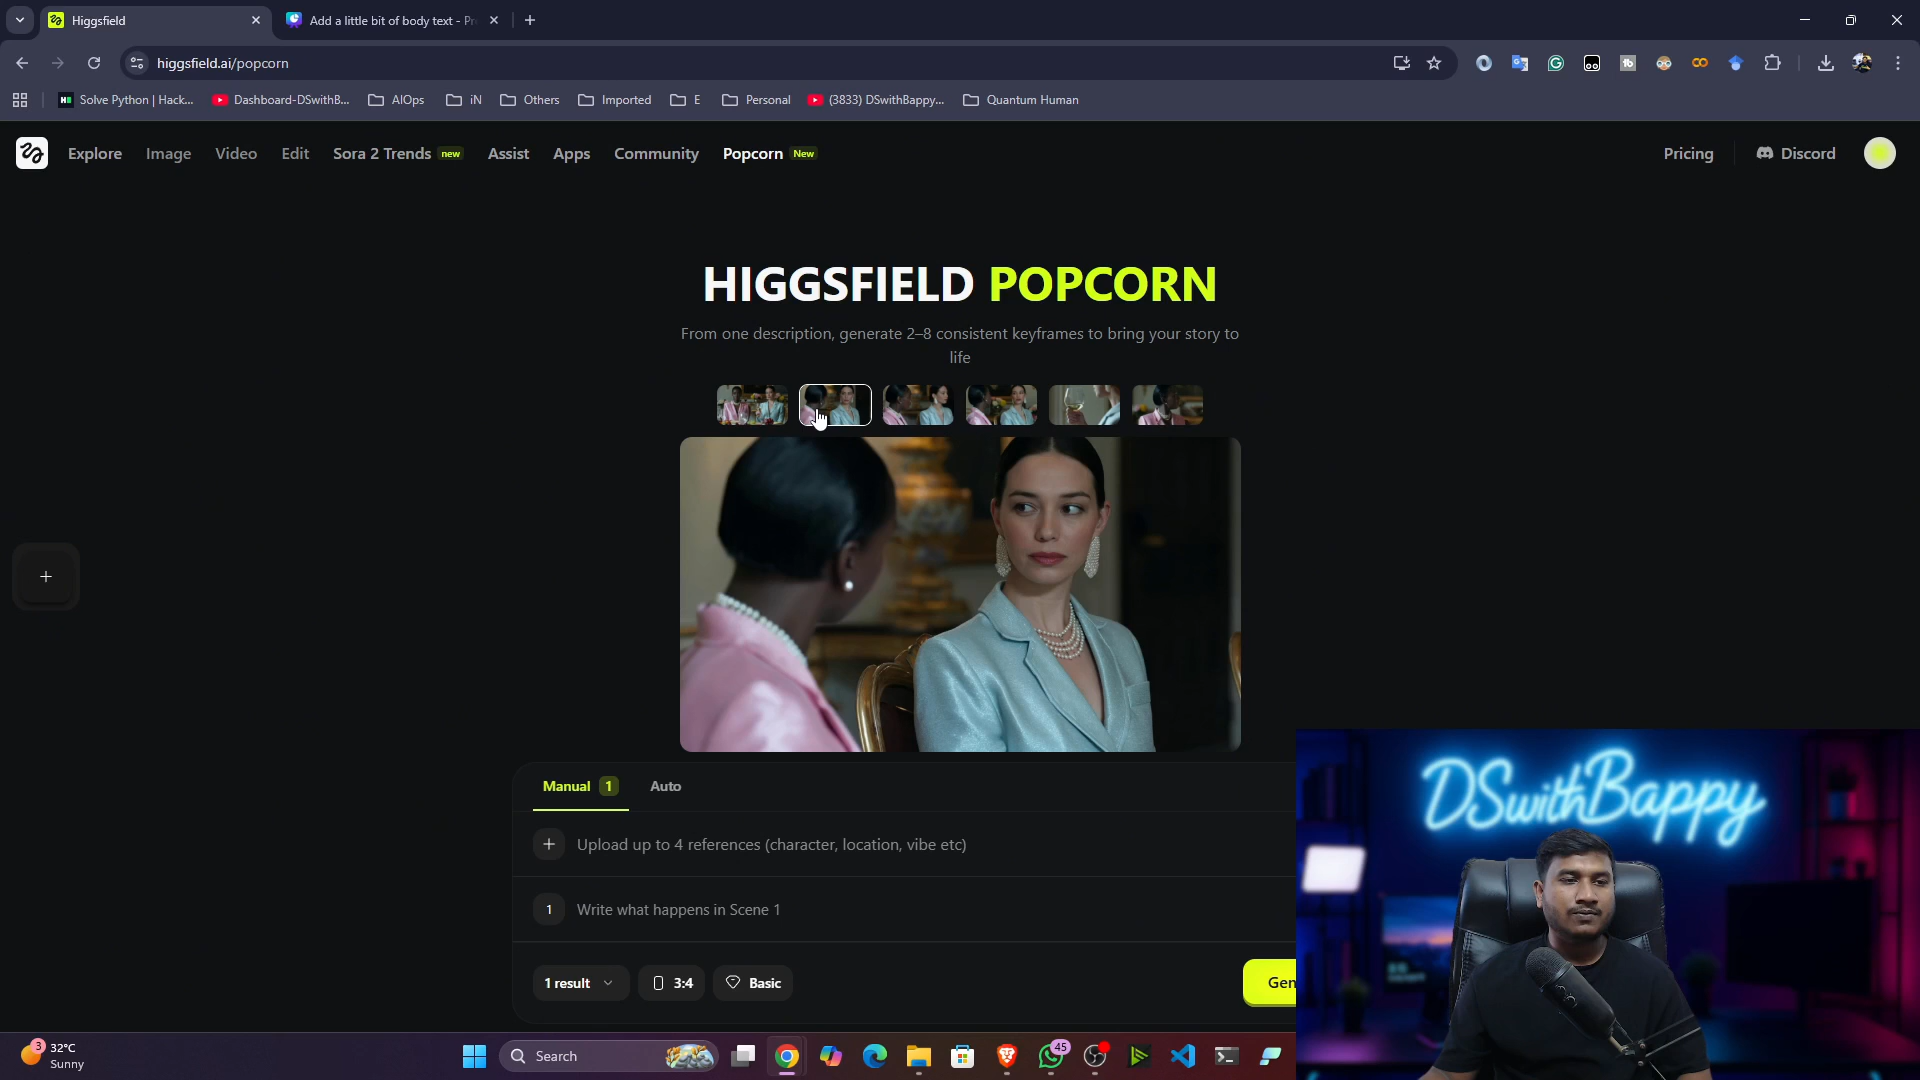 Higgsfield
Add a little bit of body text - Pr
higgsfield.ai/popcorn
Solve Python | Hack...
Dashboard-DSwithB...
AIOps
iN
Others
Imported
E
Personal
(3833) DSwithBappy...
Quantum Human
Explore
Image
Video
Edit
Sora 2 Trends new
Assist
Apps
Community
Popcorn New
Pricing
Discord
HIGGSFIELD POPCORN
From one description, generate 2–8 consistent keyframes to bring your story to
life
Manual 1
Auto
Upload up to 4 references (character, location, vibe etc)
1 Write what happens in Scene 1
1 result
3:4
Basic
Gen
DSwithBappy
3
32°C
Sunny
Search
45